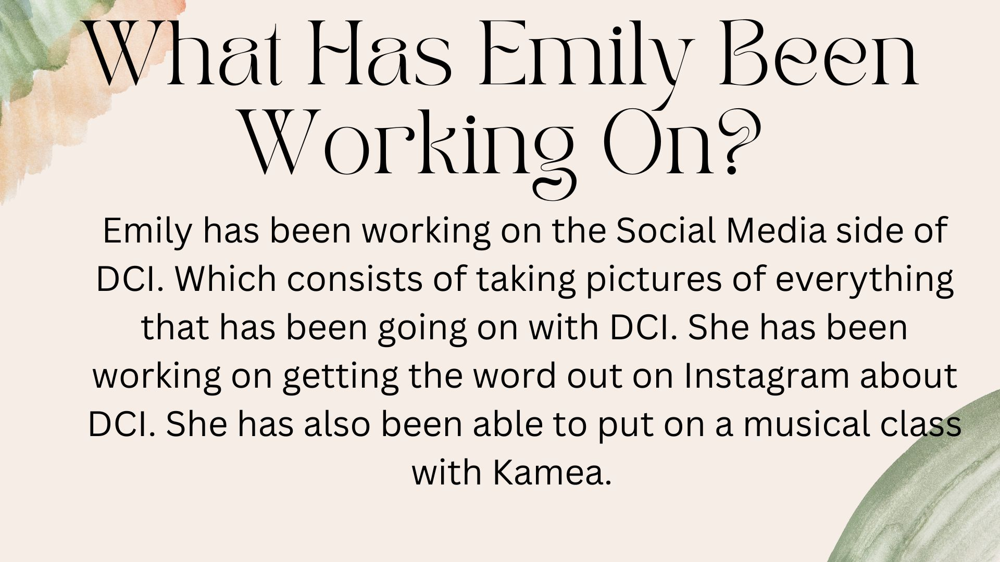 What Has Emily Been
Working On?
Emily has been working on the Social Media side of
DCI. Which consists of taking pictures of everything
that has been going on with DCI. She has been
working on getting the word out on Instagram about
DCI. She has also been able to put on a musical class
with Kamea.